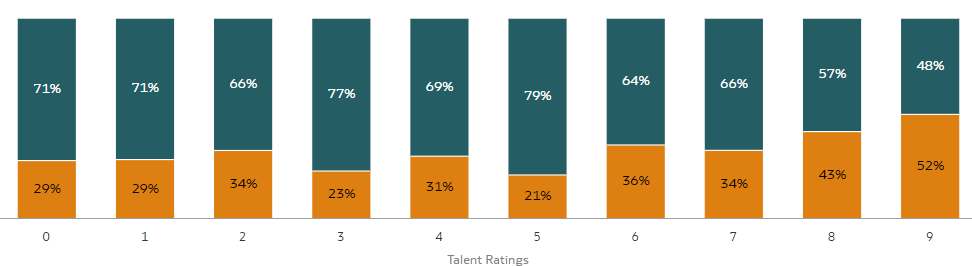 71% 71% 66% 77% 69% 79% 64% 66% 57% 48%
29% 29% 34% 23% 31% 21% 36% 34% 43% 52%
0 1 2 3 4 5 6 7 8 9
Talent Ratings